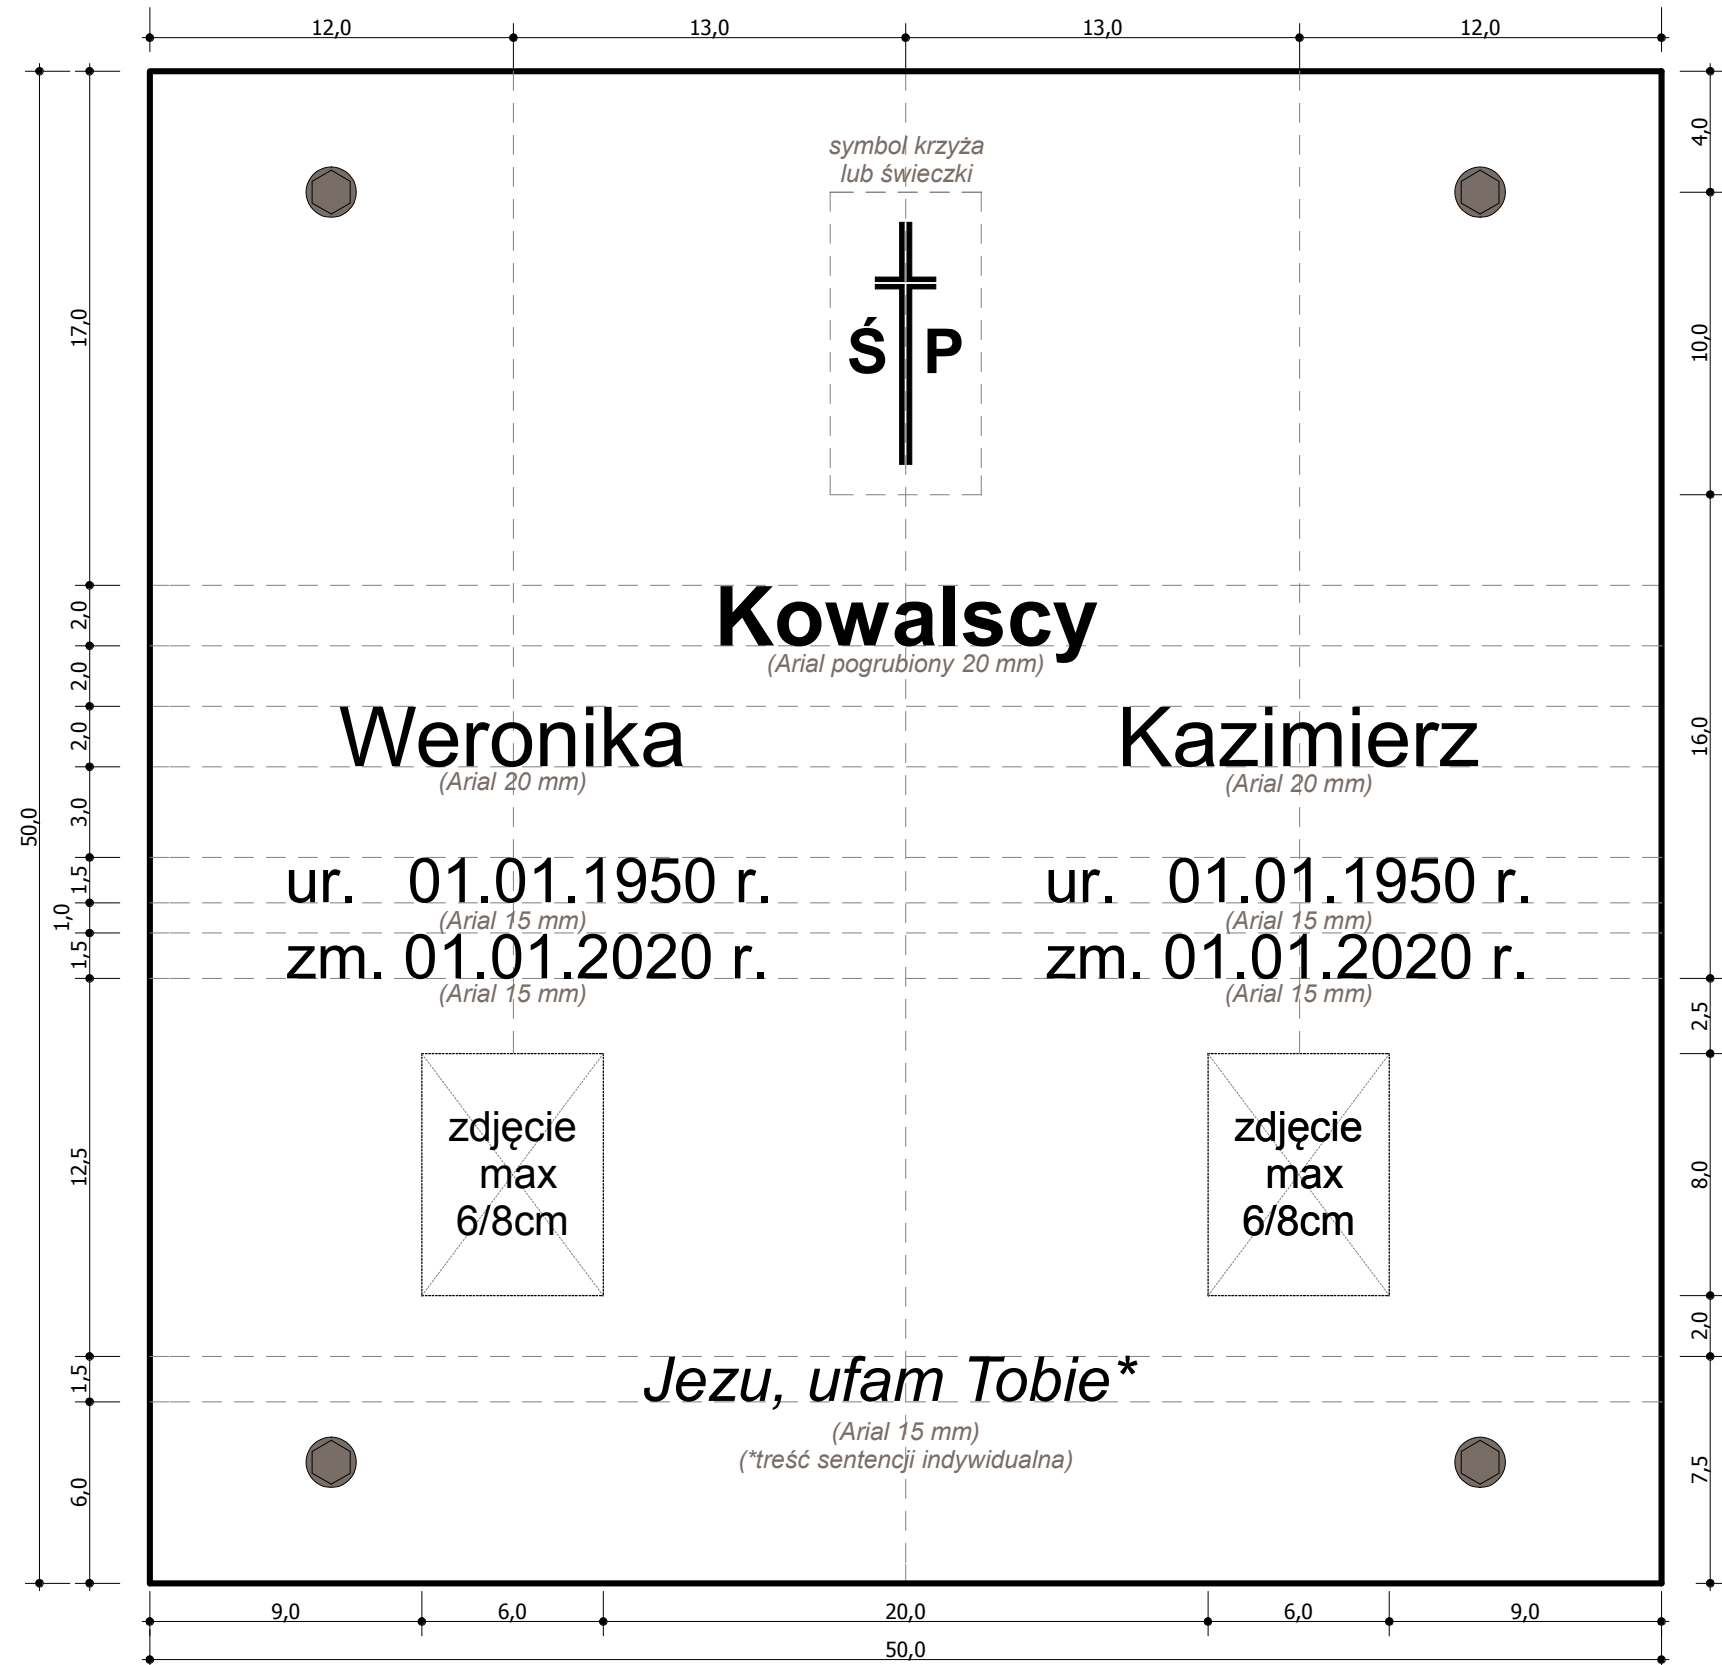 12,0 13,0 13,0 12,0
symbol krzyża
lub świeczki
4,0
17,0
Ś P
10,0
2,0
Kowalscy
(Arial pogrubiony 20 mm)
2,0
2,0
Weronika Kazimierz
(Arial 20 mm) (Arial 20 mm)
16,0
3,0
50,0
1,5
ur. 01.01.1950 r. ur. 01.01.1950 r.
(Arial 15 mm) (Arial 15 mm)
1,0
1,5
zm. 01.01.2020 r. zm. 01.01.2020 r.
(Arial 15 mm) (Arial 15 mm)
2,5
zdjęcie zdjęcie
max max
6/8cm 6/8cm
12,5
8,0
2,0
1,5
Jezu, ufam Tobie*
(Arial 15 mm)
(*treść sentencji indywidualna)
6,0
7,5
9,0 6,0 20,0 6,0 9,0
50,0